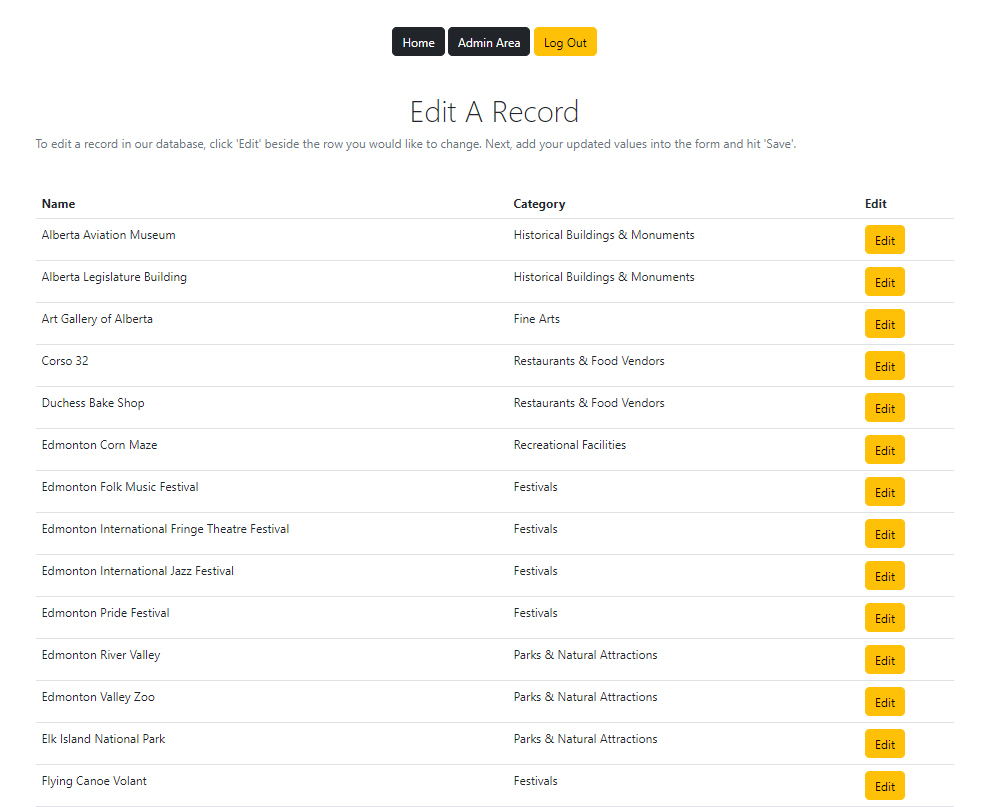 Home Admin Area Log Out
Edit A Record
To edit a record in our database, click 'Edit' beside the row you would like to change. Next, add your updated values into the form and hit 'Save'.
Name Category Edit
Alberta Aviation Museum Historical Buildings & Monuments Edit
Alberta Legislature Building Historical Buildings & Monuments Edit
Art Gallery of Alberta Fine Arts Edit
Corso 32 Restaurants & Food Vendors Edit
Duchess Bake Shop Restaurants & Food Vendors Edit
Edmonton Corn Maze Recreational Facilities Edit
Edmonton Folk Music Festival Festivals Edit
Edmonton International Fringe Theatre Festival Festivals Edit
Edmonton International Jazz Festival Festivals Edit
Edmonton Pride Festival Festivals Edit
Edmonton River Valley Parks & Natural Attractions Edit
Edmonton Valley Zoo Parks & Natural Attractions Edit
Elk Island National Park Parks & Natural Attractions Edit
Flying Canoe Volant Festivals Edit